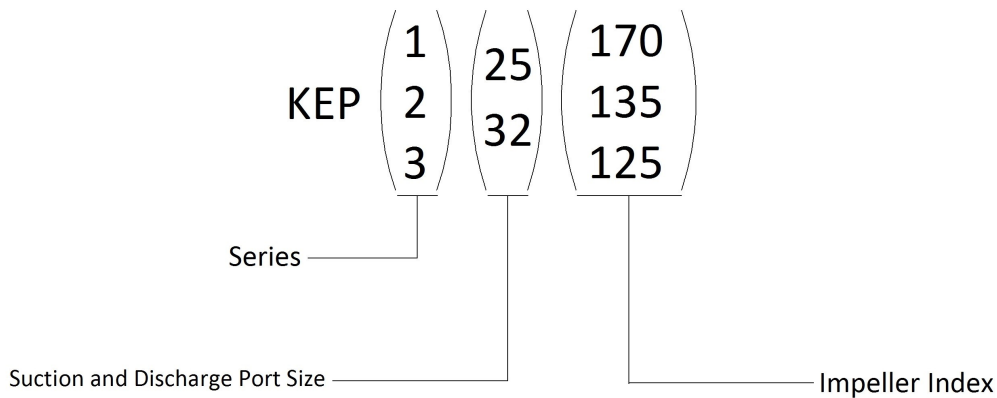 KEP
1
2
3
25
32
170
135
125
Series
Suction and Discharge Port Size
Impeller Index